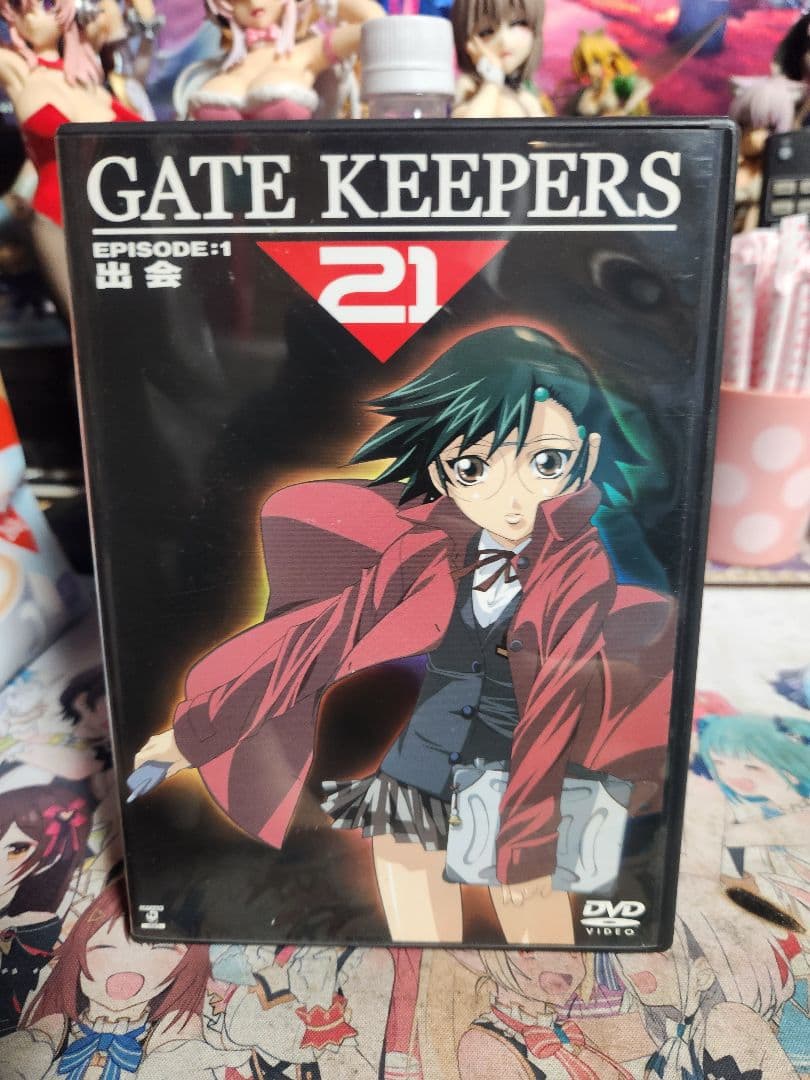 GATE KEEPERS
EPISODE:1
出会
21
DVD
VIDEO